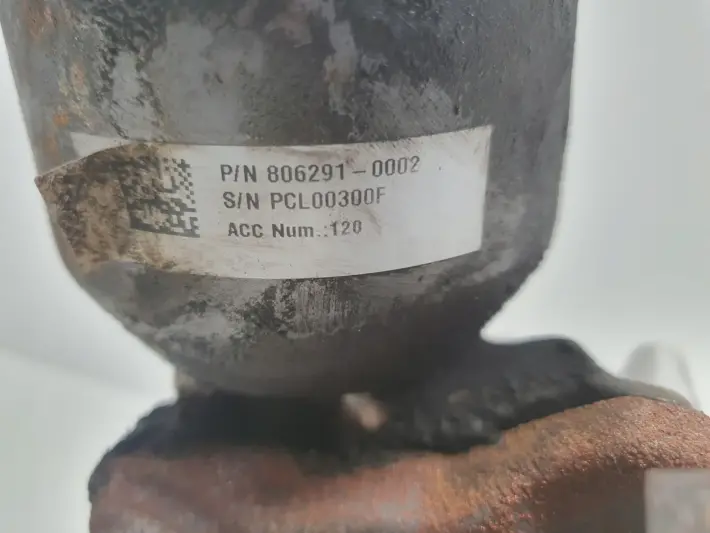 P/N 806291-0002
S/N PCL00300F
ACC Num.:120